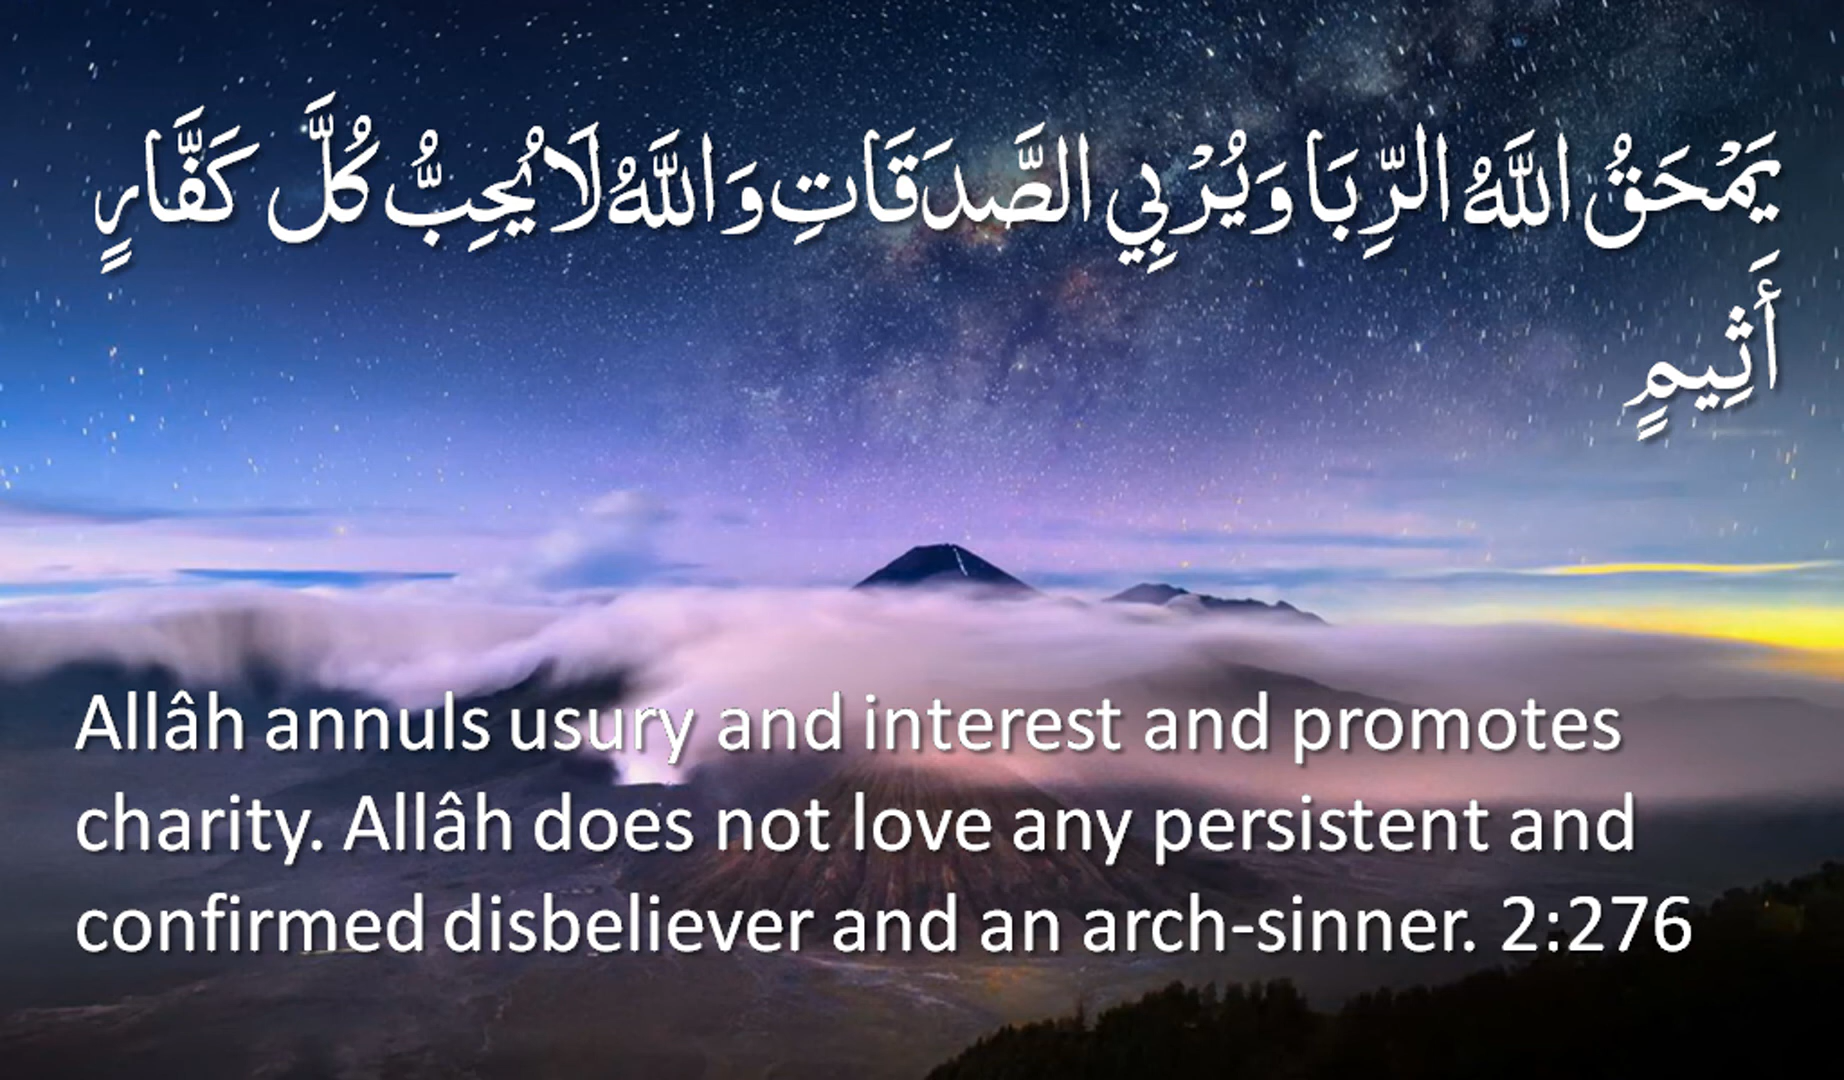 يَمْحَقُ اللَّهُ الرِّبَا وَيُرْبِي الصَّدَقَاتِ وَاللَّهُ لَا يُحِبُّ كُلَّ كَفَّارٍ
أَثِيمٍ
Allâh annuls usury and interest and promotes
charity. Allâh does not love any persistent and
confirmed disbeliever and an arch-sinner. 2:276